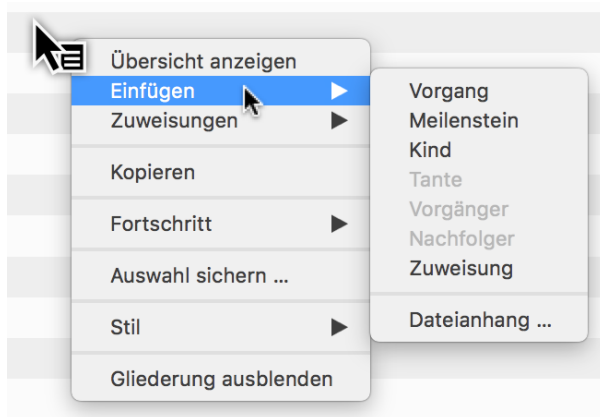 Übersicht anzeigen
Einfügen
Zuweisungen
Kopieren
Fortschritt
Auswahl sichern ...
Stil
Gliederung ausblenden
Vorgang
Meilenstein
Kind
Tante
Vorgänger
Nachfolger
Zuweisung
Dateianhang ...